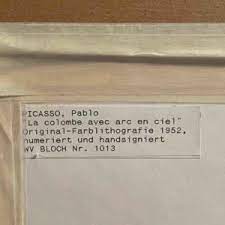 PICASSO, Pablo
"La colombe avec arc en ciel"
Original-Farblithografie 1952,
numeriert und handsigniert
WV BLOCH Nr. 1013